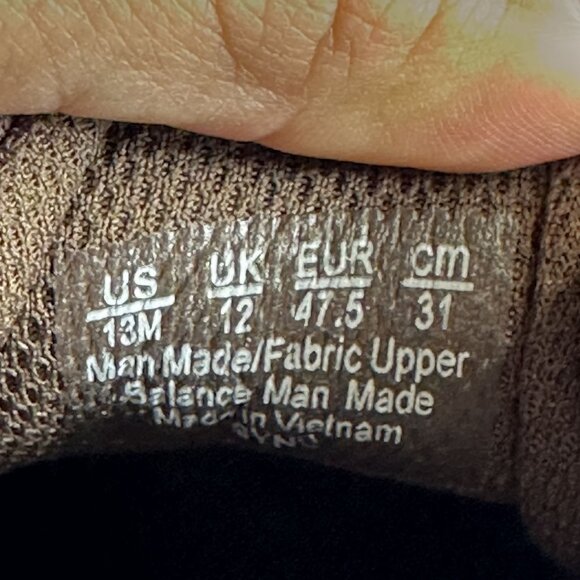 US UK EUR cm
13M 12 47.5 31
Man Made/Fabric Upper
Balance Man Made
Made in Vietnam